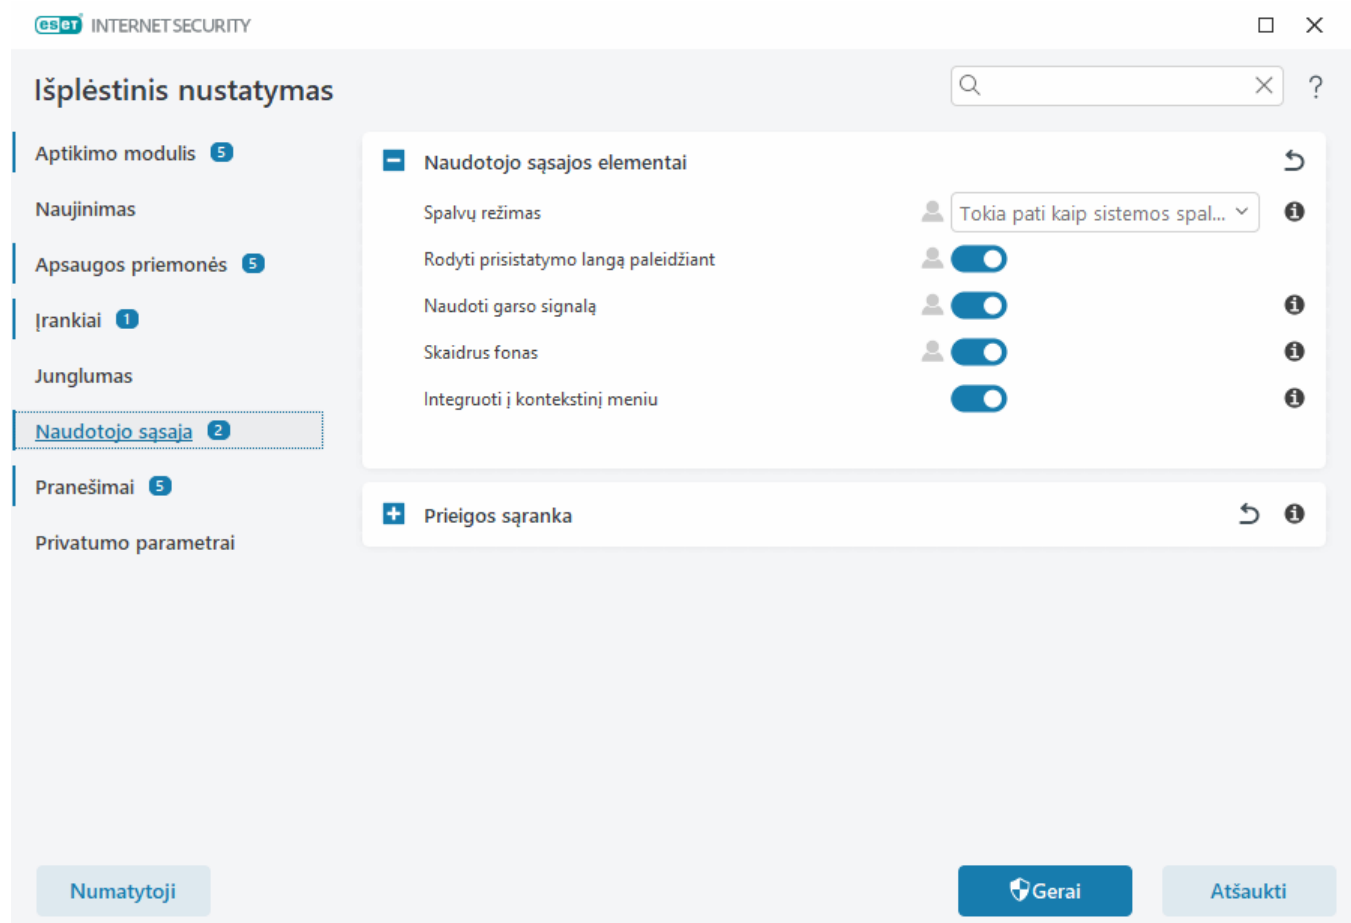 eset INTERNET SECURITY
Išplėstinis nustatymas
?
Aptikimo modulis 5
Naujinimas
Apsaugos priemonės 5
Įrankiai 1
Junglumas
Naudotojo sąsaja 2
Pranešimai 5
Privatumo parametrai
Naudotojo sąsajos elementai
Spalvų režimas Tokia pati kaip sistemos spal...
Rodyti prisistatymo langą paleidžiant
Naudoti garso signalą
Skaidrus fonas
Integruoti į kontekstinį meniu
Prieigos sąranka
Numatytoji Gerai Atšaukti